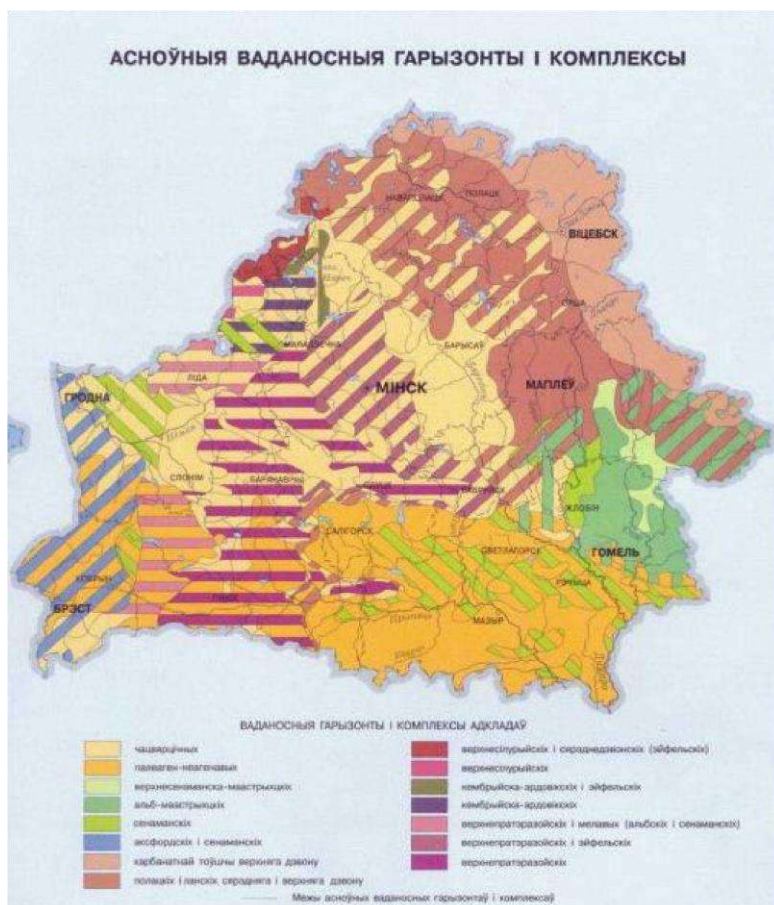 АСНОЎНЫЯ ВАДАНОСНЫЯ ГАРЫЗОНТЫ І КОМПЛЕКСЫ
НАВАПОЛАЦК
ПОЛАЦК
ВІЦЕБСК
ОРША
МАЛАДЗЕЧНА
БАРЫСАЎ
ЛІДА
МІНСК
МАГІЛЁЎ
ГРОДНА
СЛОНІМ
БАРАНАВІЧЫ
БАБРУЙСК
ЖЛОБІН
САЛІГОРСК
СВЕТЛАГОРСК
ГОМЕЛЬ
КОБРЫН
РЭЧЫЦА
БРЭСТ
ПІНСК
МАЗЫР
ВАДАНОСНЫЯ ГАРЫЗОНТЫ І КОМПЛЕКСЫ АДКЛАДАЎ
чацвярцічных
палеаген-неагенавых
верхнесенаманска-маастрыхцкіх
альб-маастрыхцкіх
сенаманскіх
аксфордскіх і сенаманскіх
карбанатнай тоўшчы верхняга дэвону
полацкіх і ланскіх сярэдняга і верхняга дэвону
верхнесілурыйскіх і сярэднедэвонскіх (эйфельскіх)
верхнесілурыйскіх
кембрыйска-ардовікскіх і эйфельскіх
кембрыйска-ардовікскіх
верхнепратэразойскіх і мелавых (альбскіх і сенаманскіх)
верхнепратэразойскіх і эйфельскіх
верхнепратэразойскіх
Межы асноўных ваданосных гарызонтаў і комплексаў